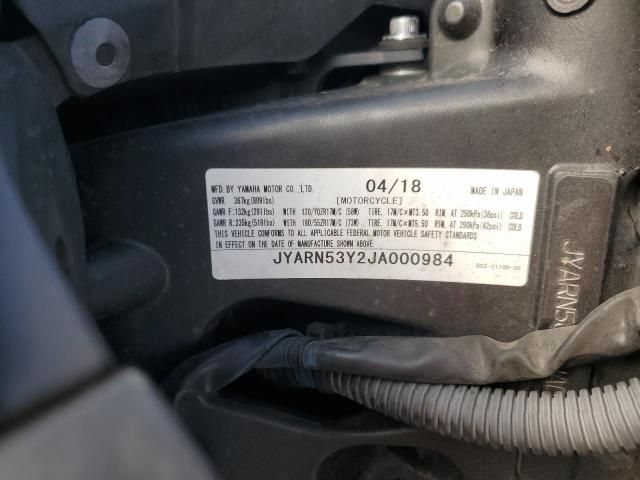 MFD.BY YAMAHA MOTOR CO.,LTD. 04/18 MADE IN JAPAN
GVWR 367kg(809lbs) [MOTORCYCLE]
GAWR F:132kg(291lbs) WITH 120/70ZR17M/C (58W) TIRE, 17M/C×MT3.50 RIM, AT 250kPa(36psi) COLD
GAWR R:235kg(518lbs) WITH 180/55ZR17M/C (73W) TIRE, 17M/C×MT5.50 RIM, AT 290kPa(42psi) COLD
THIS VEHICLE CONFORMS TO ALL APPLICABLE FEDERAL MOTOR VEHICLE SAFETY STANDARDS
IN EFFECT ON THE DATE OF MANUFACTURE SHOWN ABOVE.
JYARN53Y2JA000984
JYARN53